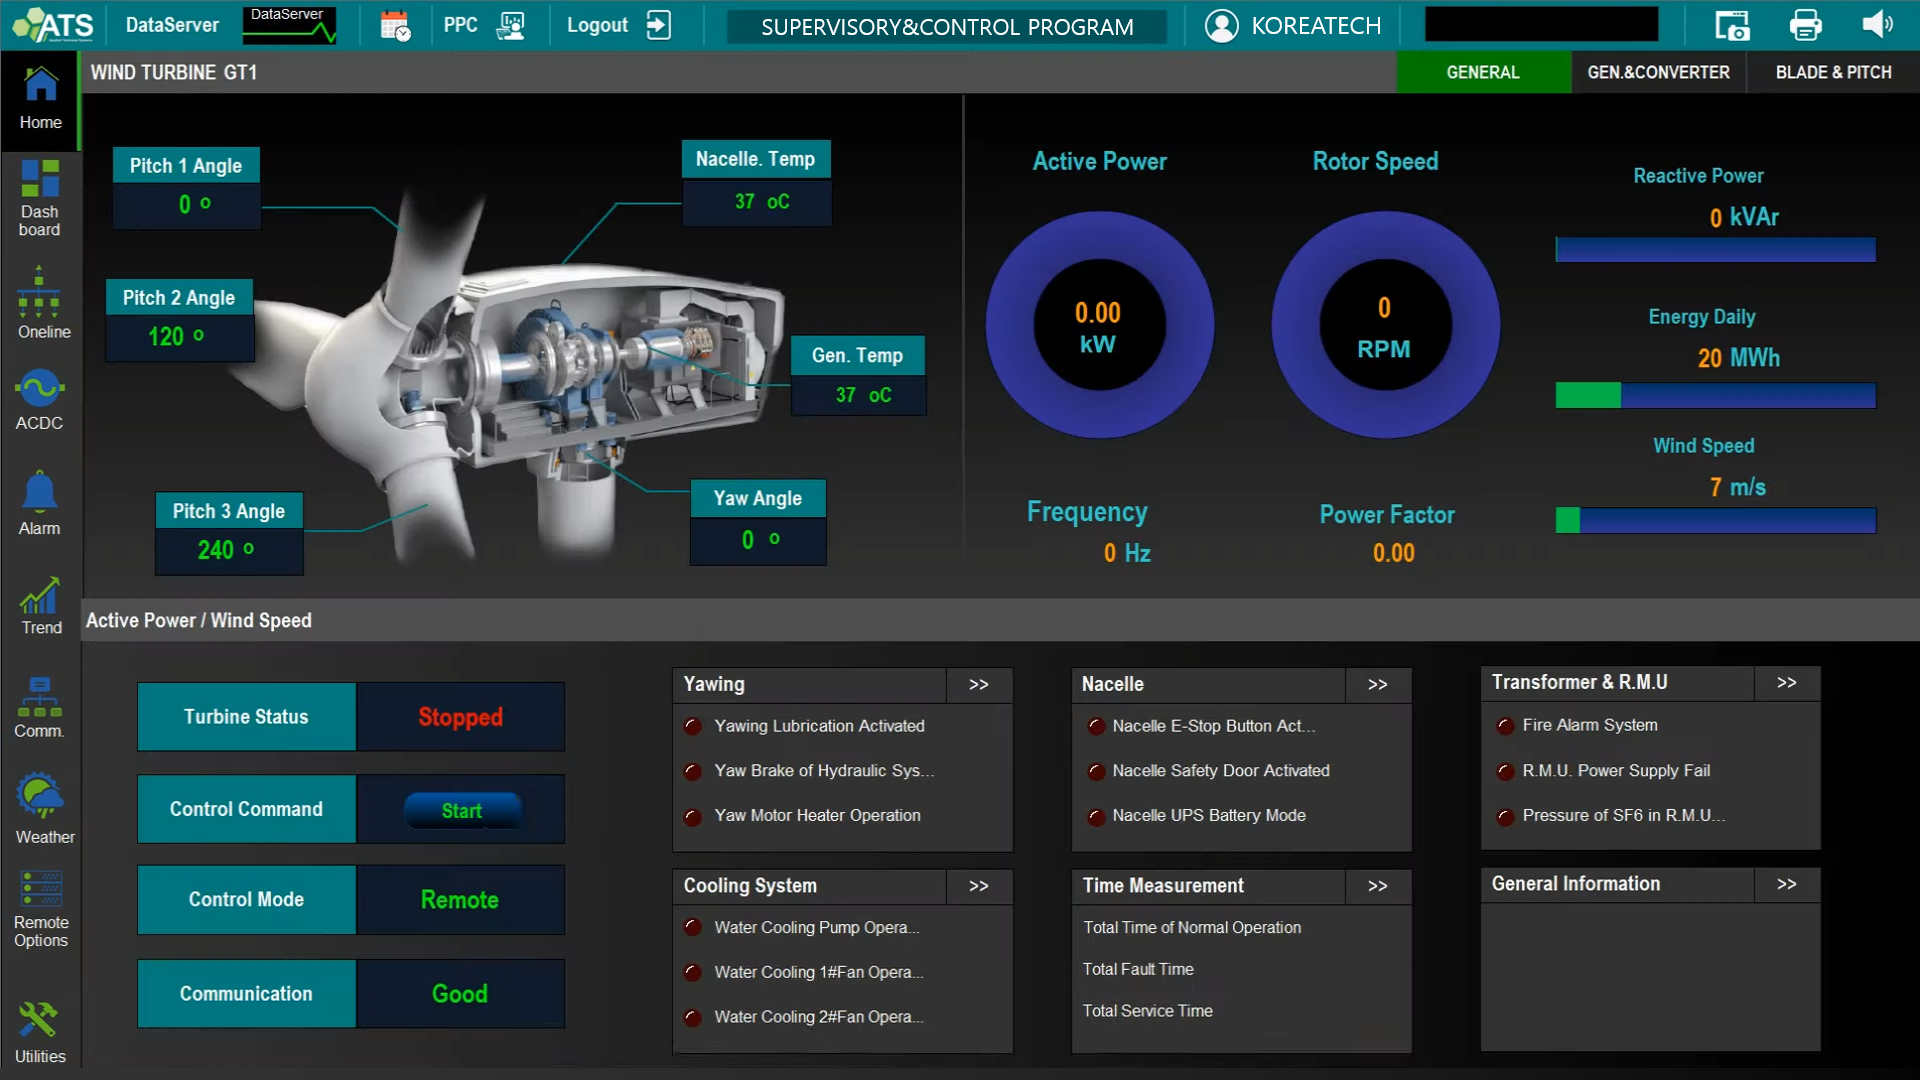 ATS
DataServer
DataServer
PPC
Logout
SUPERVISORY&CONTROL PROGRAM
KOREATECH
WIND TURBINE GT1
GENERAL
GEN.&CONVERTER
BLADE & PITCH
Home
Dash
board
Oneline
ACDC
Alarm
Trend
Comm.
Weather
Remote
Options
Utilities
Pitch 1 Angle
0 º
Pitch 2 Angle
120 º
Pitch 3 Angle
240 º
Nacelle. Temp
37 oC
Gen. Temp
37 oC
Yaw Angle
0 º
Active Power
0.00
kW
Rotor Speed
0
RPM
Frequency
0 Hz
Power Factor
0.00
Reactive Power
0 kVAr
Energy Daily
20 MWh
Wind Speed
7 m/s
Active Power / Wind Speed
Turbine Status
Stopped
Control Command
Start
Control Mode
Remote
Communication
Good
Yawing >>
Yawing Lubrication Activated
Yaw Brake of Hydraulic Sys...
Yaw Motor Heater Operation
Nacelle >>
Nacelle E-Stop Button Act...
Nacelle Safety Door Activated
Nacelle UPS Battery Mode
Transformer & R.M.U >>
Fire Alarm System
R.M.U. Power Supply Fail
Pressure of SF6 in R.M.U...
Cooling System >>
Water Cooling Pump Opera...
Water Cooling 1#Fan Opera...
Water Cooling 2#Fan Opera...
Time Measurement >>
Total Time of Normal Operation
Total Fault Time
Total Service Time
General Information >>